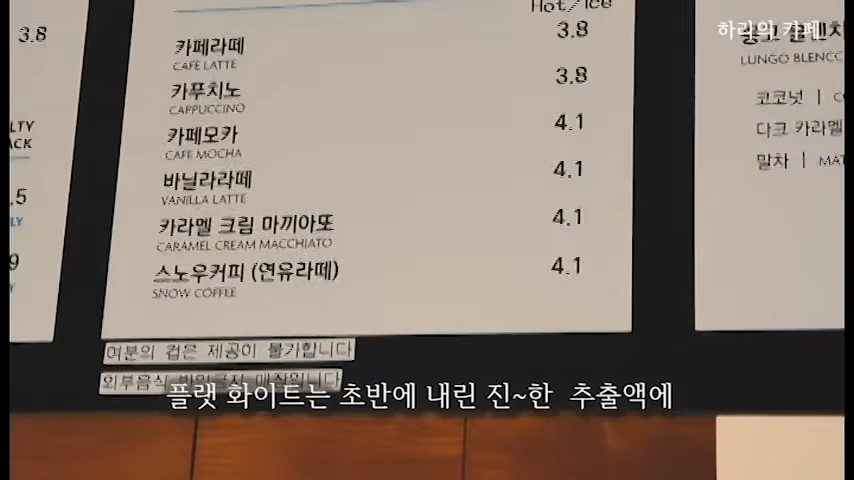 3.8
LTY
ACK
.5
LY
9
Y
Hot/Ice
카페라떼 3.8
CAFE LATTE
카푸치노 3.8
CAPPUCCINO
카페모카 4.1
CAFE MOCHA
바닐라라떼 4.1
VANILLA LATTE
카라멜 크림 마끼아또 4.1
CARAMEL CREAM MACCHIATO
스노우커피 (연유라떼) 4.1
SNOW COFFEE
여분의 컵은 제공이 불가합니다
외부음식
하리의 카페
LUNGO BLENCC
코코넛 | C
다크 카라멜
말차 | MAT
플랫 화이트는 초반에 내린 진~한 추출액에